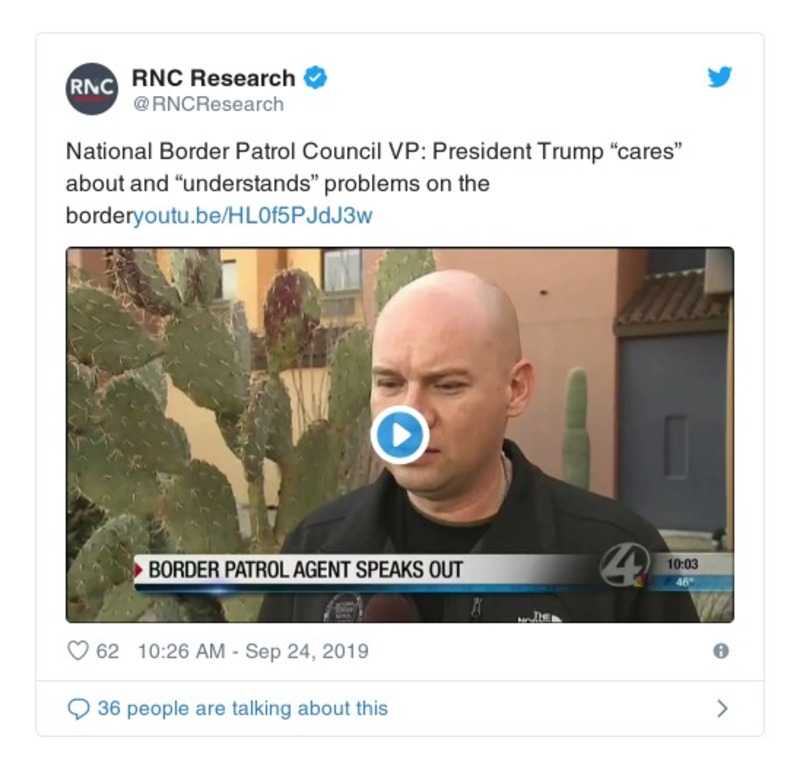 RNC
RNC Research
@RNCResearch
National Border Patrol Council VP: President Trump “cares”
about and “understands” problems on the
borderyoutu.be/HL0f5PJdJ3w
BORDER PATROL AGENT SPEAKS OUT
4
10:03
46°
THE
62 10:26 AM - Sep 24, 2019
36 people are talking about this